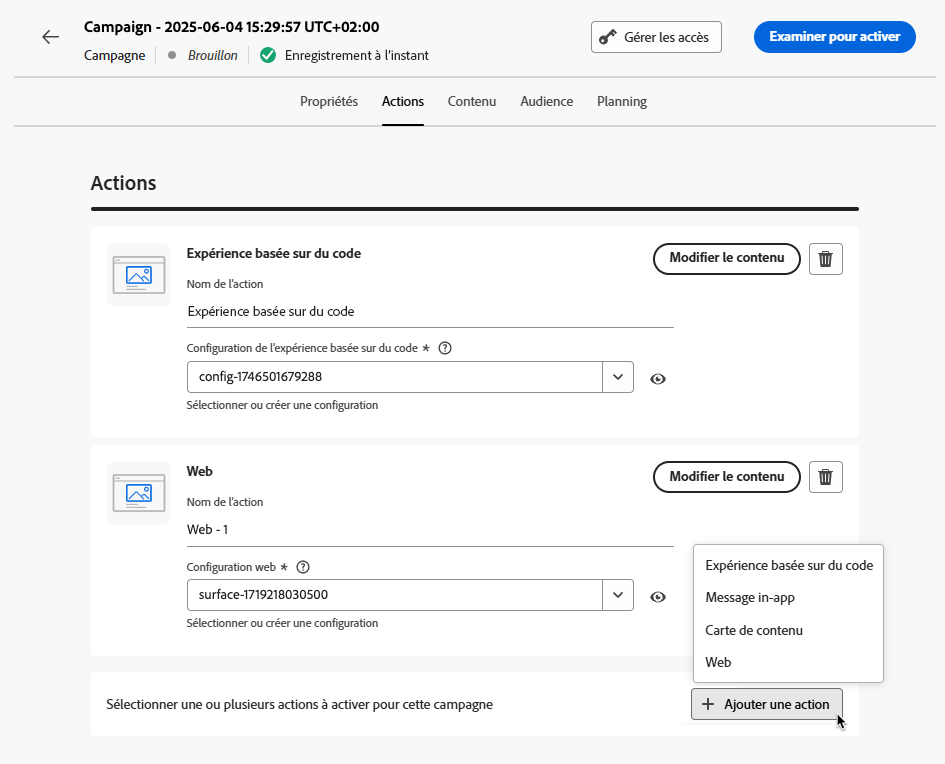 Campaign - 2025-06-04 15:29:57 UTC+02:00
Campagne
Brouillon
Enregistrement à l'instant
Gérer les accès
Examiner pour activer
Propriétés
Actions
Contenu
Audience
Planning
Actions
Expérience basée sur du code
Modifier le contenu
Nom de l'action
Expérience basée sur du code
Configuration de l'expérience basée sur du code *
config-1746501679288
Sélectionner ou créer une configuration
Web
Modifier le contenu
Nom de l'action
Web - 1
Configuration web *
surface-1719218030500
Sélectionner ou créer une configuration
Expérience basée sur du code
Message in-app
Carte de contenu
Web
Sélectionner une ou plusieurs actions à activer pour cette campagne
Ajouter une action